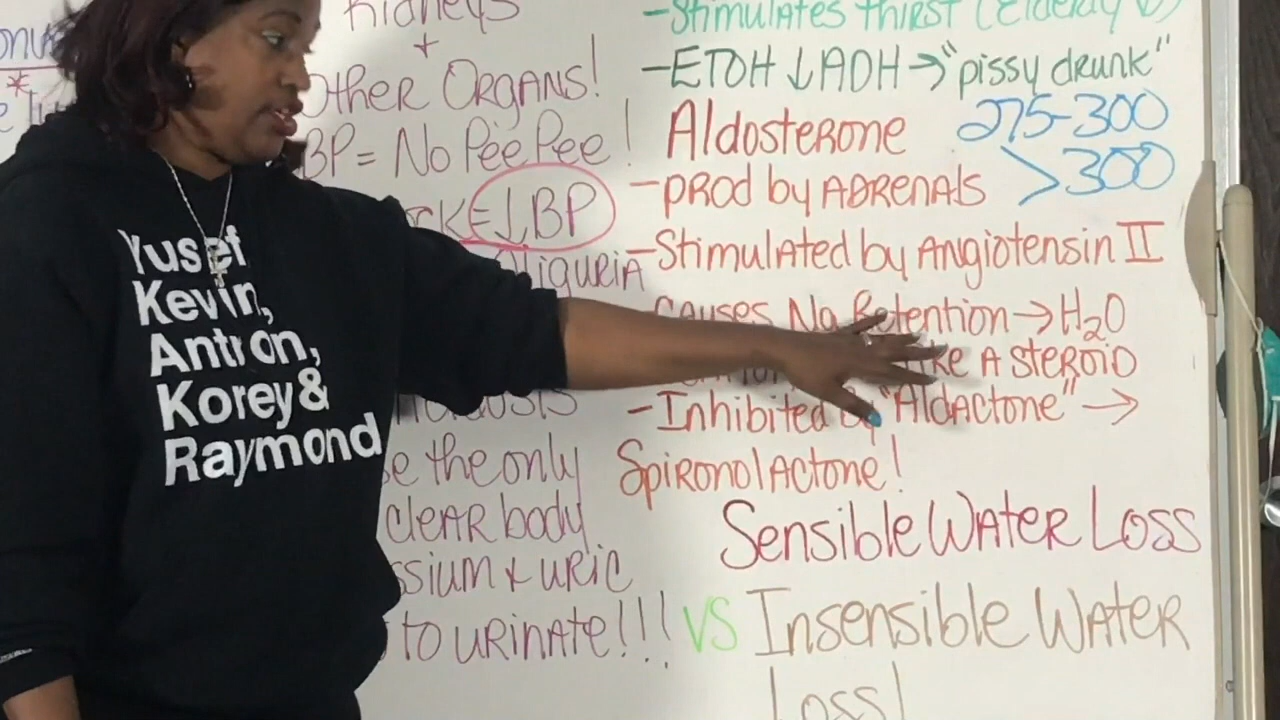 Kidneys
+
Other Organs!
BP = No Pee Pee!
=↓BP
Oliguria
be the only
clear body
ssium & uric
to urinate!!!
-Stimulates thirst (Elderly ↓)
-ETOH ↓ADH → "pissy drunk"
Aldosterone
275-300
>300
-prod by Adrenals
-Stimulated by Angiotensin II
causes Na Retention → H2O
A Steroid
-Inhibited by "Aldactone" →
Spironolactone!
Sensible Water Loss
VS Insensible Water
Loss!
Yusef,
Kevin,
Antron,
Korey &
Raymond